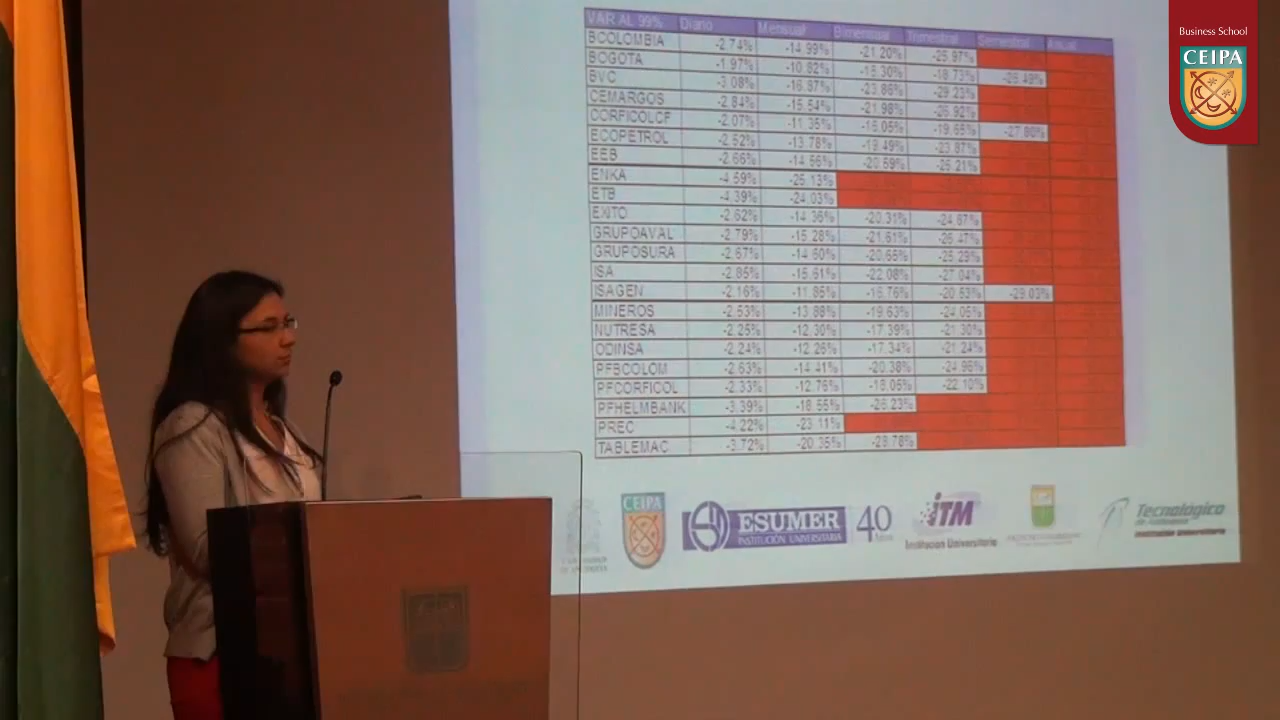 Business School
CEIPA
VAR AL 99% Diario Mensual Bimensual Trimestral Semestral Anual
BCOLOMBIA -2.74% -14.99% -21.20% -25.97%
BOGOTA -1.97% -10.82% -15.30% -18.73% -26.49%
BVC -3.08% -16.87% -23.86% -29.23%
CEMARGOS -2.84% -15.54% -21.98% -26.92%
CORFICOLCF -2.07% -11.35% -16.05% -19.65% -27.80%
ECOPETROL -2.52% -13.78% -19.49% -23.87%
EEB -2.66% -14.56% -20.59% -25.21%
ENKA -4.59% -25.13%
ETB -4.39% -24.03%
EXITO -2.62% -14.36% -20.31% -24.87%
GRUPOAVAL -2.79% -15.28% -21.61% -26.47%
GRUPOSURA -2.67% -14.60% -20.65% -25.29%
ISA -2.85% -15.61% -22.08% -27.04%
ISAGEN -2.16% -11.85% -16.76% -20.53% -29.03%
MINEROS -2.53% -13.88% -19.63% -24.05%
NUTRESA -2.25% -12.30% -17.39% -21.30%
ODINSA -2.24% -12.26% -17.34% -21.24%
PFBCOLOM -2.63% -14.41% -20.38% -24.96%
PFCORFICOL -2.33% -12.76% -18.05% -22.10%
PFHELMBANK -3.39% -18.55% -26.23%
PREC -4.22% -23.11%
TABLEMAC -3.72% -20.35% -28.78%
CEIPA
ESUMER
INSTITUCIÓN UNIVERSITARIA
40
iTM
Institución Universitaria
Tecnológico